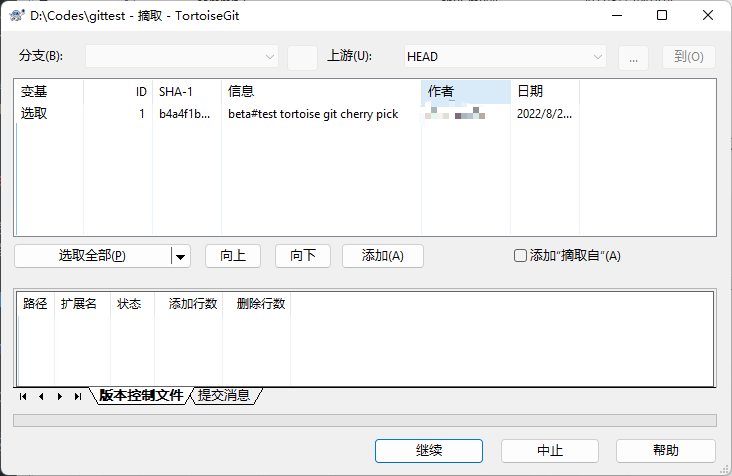 D:\Codes\gittest - 摘取 - TortoiseGit
分支(B): 上游(U): HEAD ... 到(O)
变基 ID SHA-1 信息 作者 日期
选取 1 b4a4f1b... beta#test tortoise git cherry pick 2022/8/2...
选取全部(P) 向上 向下 添加(A) 添加"摘取自"(A)
路径 扩展名 状态 添加行数 删除行数
版本控制文件 提交消息
继续 中止 帮助